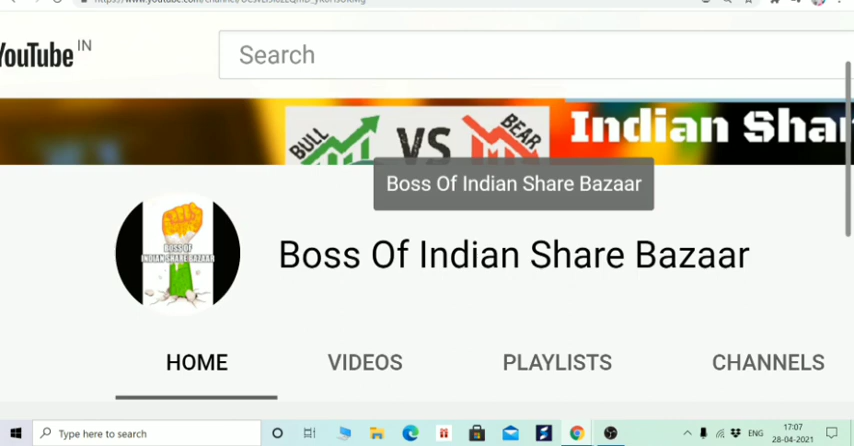 YouTube IN
Search
BULL VS BEAR
Indian Shar
Boss Of Indian Share Bazaar
BOSS OF
INDIAN SHARE BAZAAR
Boss Of Indian Share Bazaar
HOME VIDEOS PLAYLISTS CHANNELS
Type here to search
ENG
17:07
28-04-2021